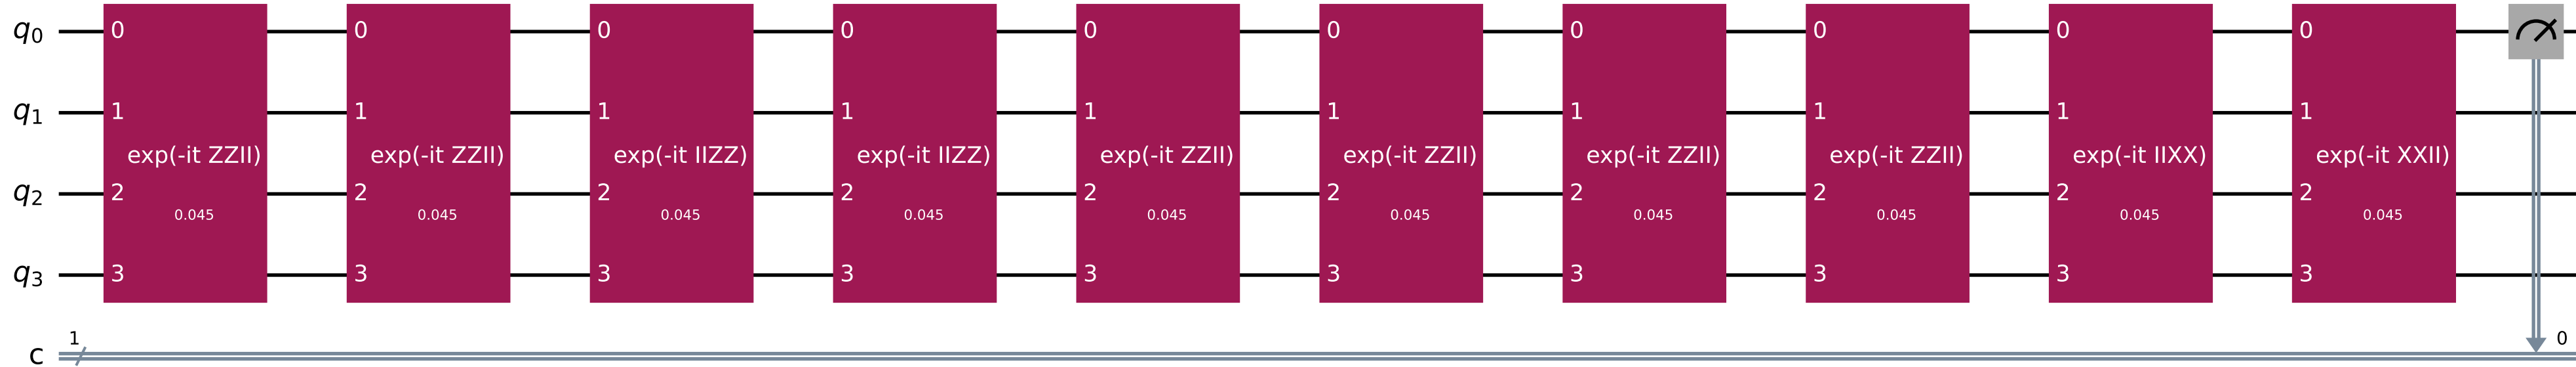 q0 0 0 0 0 0 0 0 0 0 0
q1 1 1 1 1 1 1 1 1 1 1
exp(-it ZZII) exp(-it ZZII) exp(-it IIZZ) exp(-it IIZZ) exp(-it ZZII) exp(-it ZZII) exp(-it ZZII) exp(-it ZZII) exp(-it IIXX) exp(-it XXII)
q2 2 2 2 2 2 2 2 2 2 2
0.045 0.045 0.045 0.045 0.045 0.045 0.045 0.045 0.045 0.045
q3 3 3 3 3 3 3 3 3 3 3
1 0
c